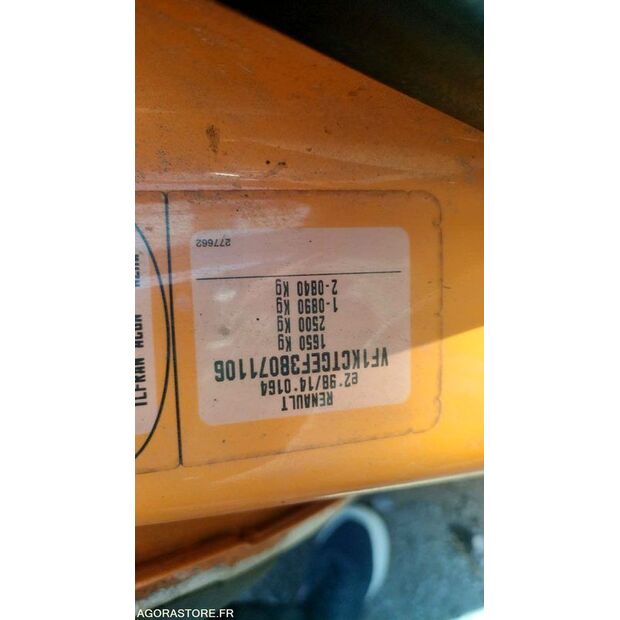 RENAULT
e2*98/14*0164
VF1KCTGEF38071106
1650 Kg
2500 Kg
1-0890 Kg
2-0840 Kg
277662
AGORASTORE.FR